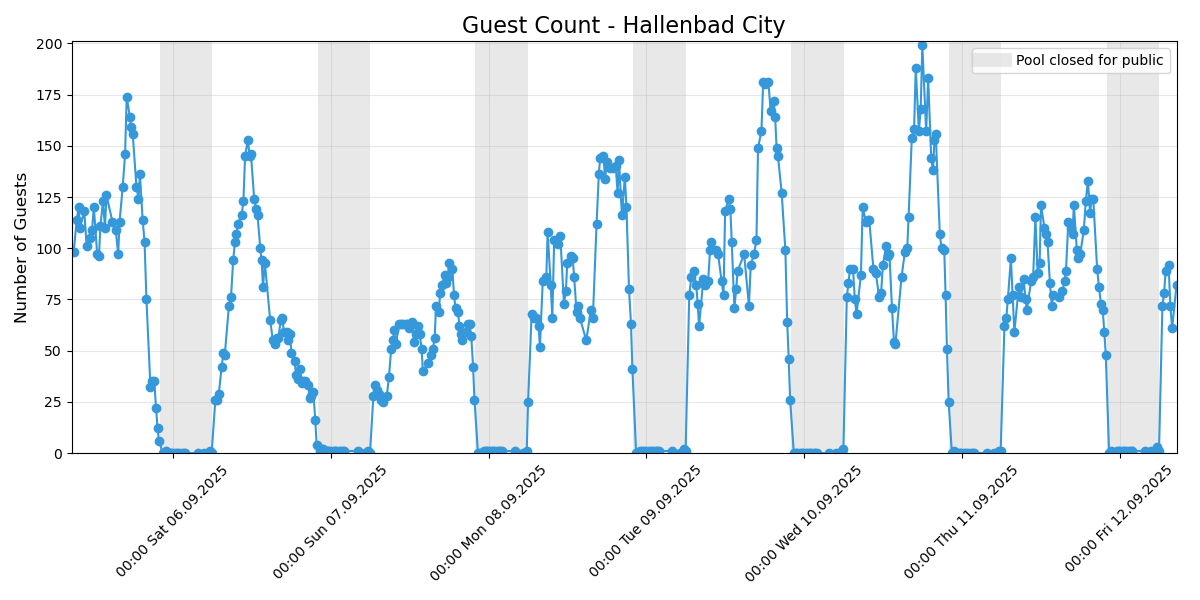 Guest Count - Hallenbad City
Pool closed for public
Number of Guests
200
175
150
125
100
75
50
25
0
00:00 Sat 06.09.2025
00:00 Sun 07.09.2025
00:00 Mon 08.09.2025
00:00 Tue 09.09.2025
00:00 Wed 10.09.2025
00:00 Thu 11.09.2025
00:00 Fri 12.09.2025